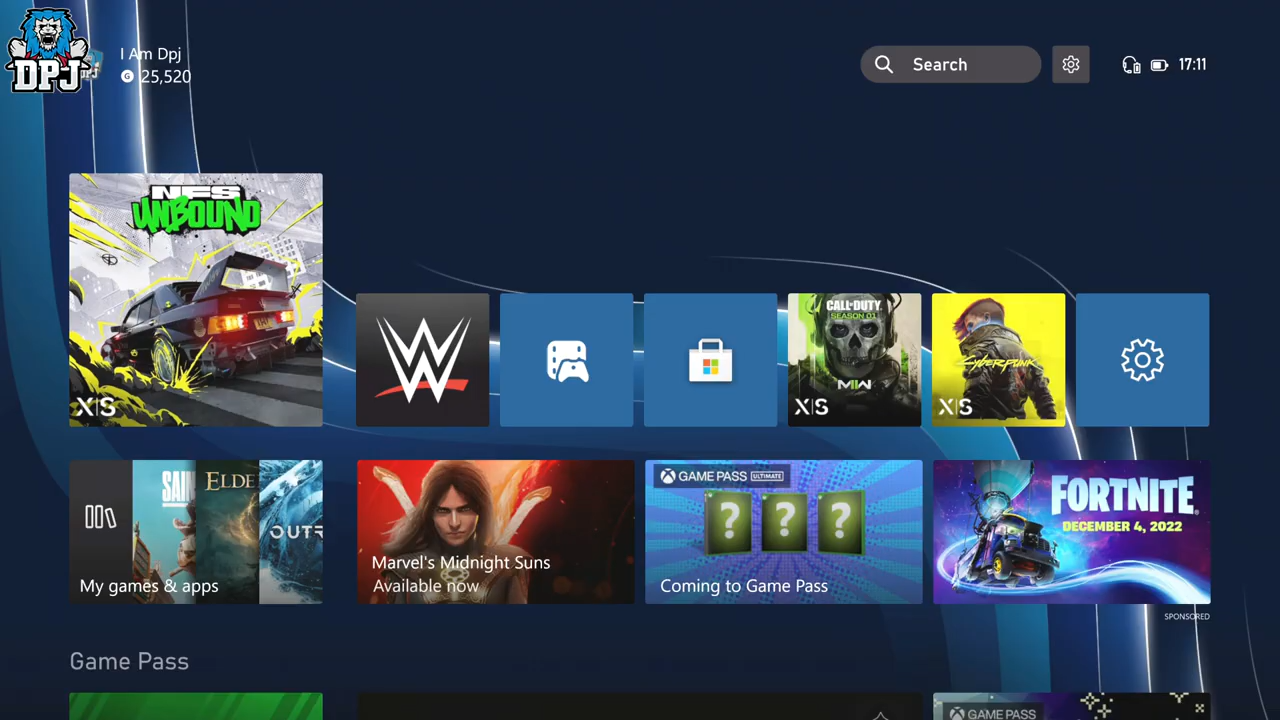 DPJ
I Am Dpj
G 25,520
Search
17:11
NFS
UNBOUND
X|S
W
CALL OF DUTY
SEASON 01
MW
X|S
CYBERPUNK
X|S
SAIN
ELDE
OUTR
My games & apps
Marvel's Midnight Suns
Available now
GAME PASS ULTIMATE
? ? ?
Coming to Game Pass
FORTNITE
DECEMBER 4, 2022
SPONSORED
Game Pass
GAME PASS